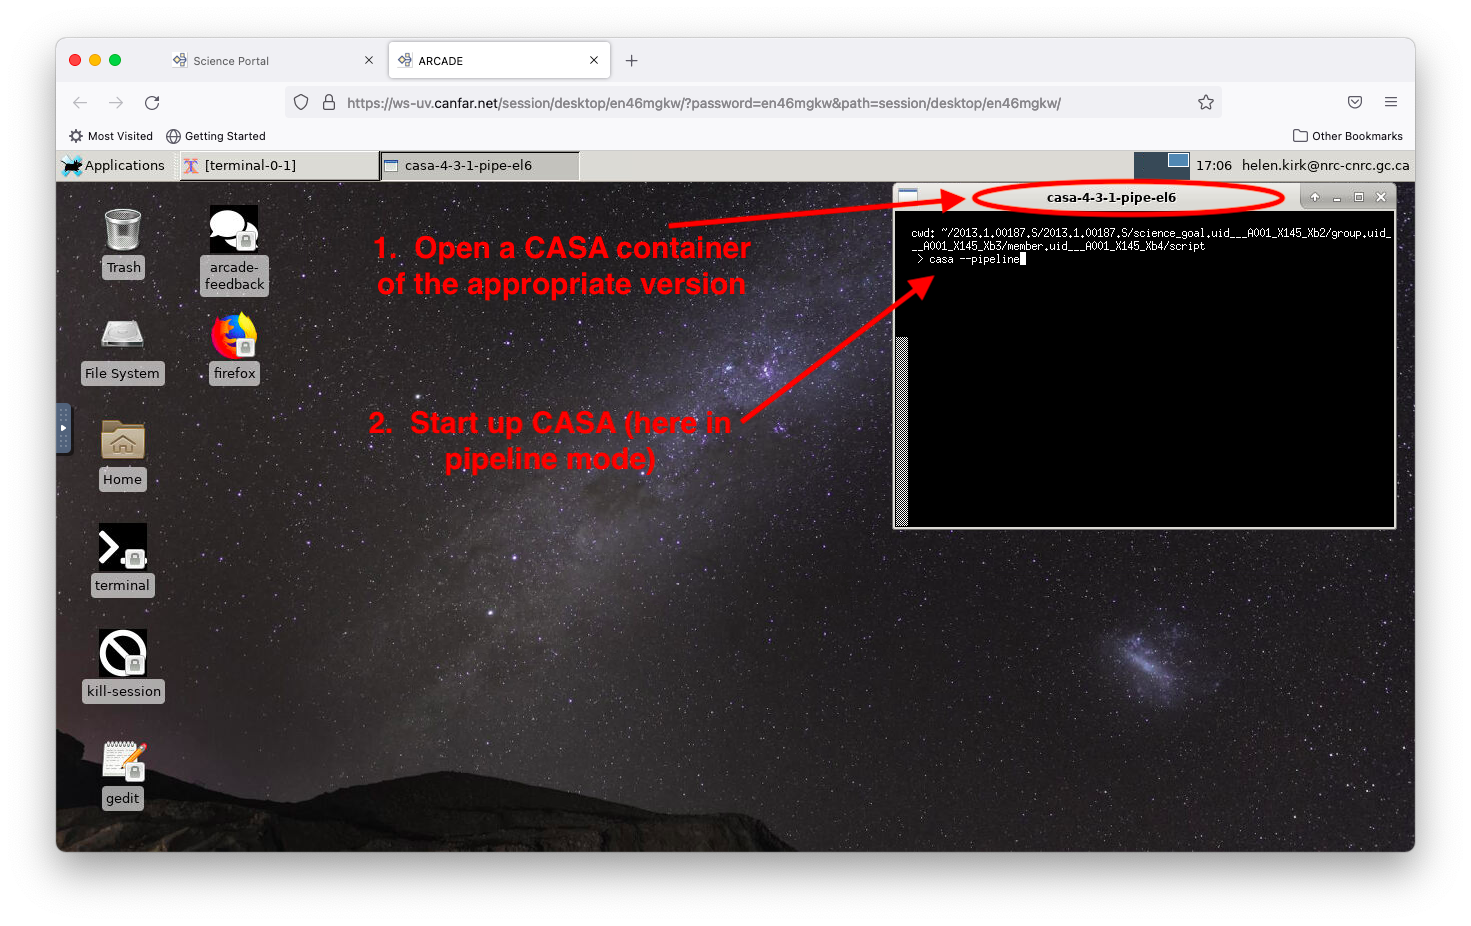 Science Portal
ARCADE
https://ws-uv.canfar.net/session/desktop/en46mgkw/?password=en46mgkw&path=session/desktop/en46mgkw/
Most Visited
Getting Started
Other Bookmarks
Applications
[terminal-0-1]
casa-4-3-1-pipe-el6
17:06
helen.kirk@nrc-cnrc.gc.ca
casa-4-3-1-pipe-el6
cwd: ~/2013.1.00187.S/2013.1.00187.S/science_goal.uid___A001_X145_Xb2/group.uid_
__A001_X145_Xb3/member.uid___A001_X145_Xb4/script
> casa --pipeline
1. Open a CASA container
of the appropriate version
2. Start up CASA (here in
pipeline mode)
Trash
arcade-
feedback
File System
firefox
Home
terminal
kill-session
gedit